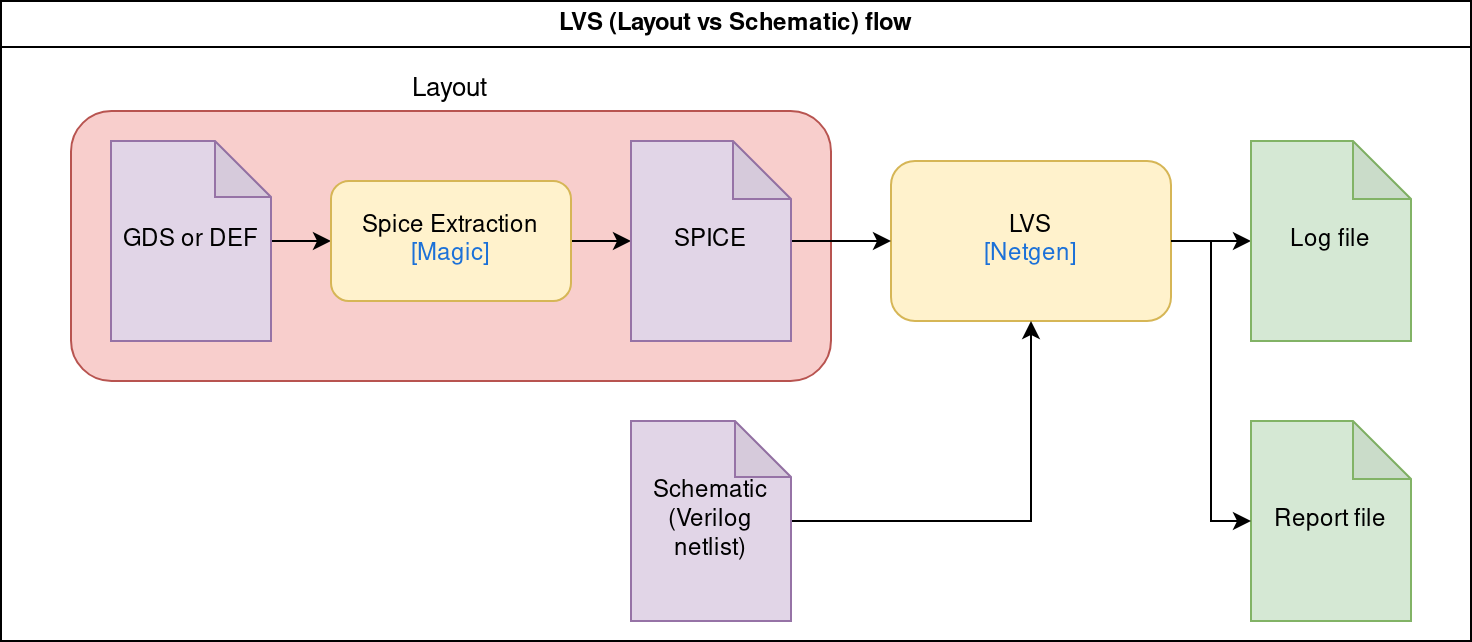 LVS (Layout vs Schematic) flow
Layout
GDS or DEF
Spice Extraction
[Magic]
SPICE
LVS
[Netgen]
Log file
Schematic
(Verilog
netlist)
Report file